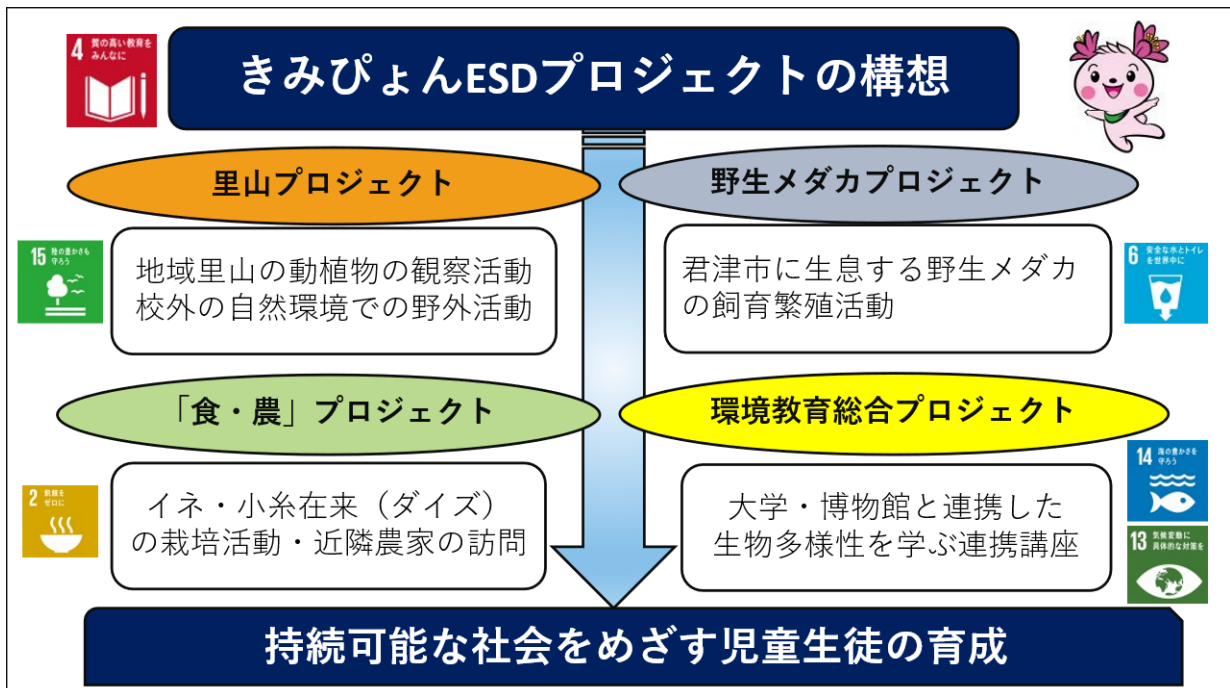 4 質の高い教育を
みんなに
きみぴょんESDプロジェクトの構想
里山プロジェクト
野生メダカプロジェクト
15 陸の豊かさも
守ろう
地域里山の動植物の観察活動
校外の自然環境での野外活動
君津市に生息する野生メダカ
の飼育繁殖活動
6 安全な水とトイレ
を世界中に
「食・農」プロジェクト
環境教育総合プロジェクト
2 飢餓を
ゼロに
イネ・小糸在来（ダイズ）
の栽培活動・近隣農家の訪問
大学・博物館と連携した
生物多様性を学ぶ連携講座
14 海の豊かさを
守ろう
13 気候変動に
具体的な対策を
持続可能な社会をめざす児童生徒の育成